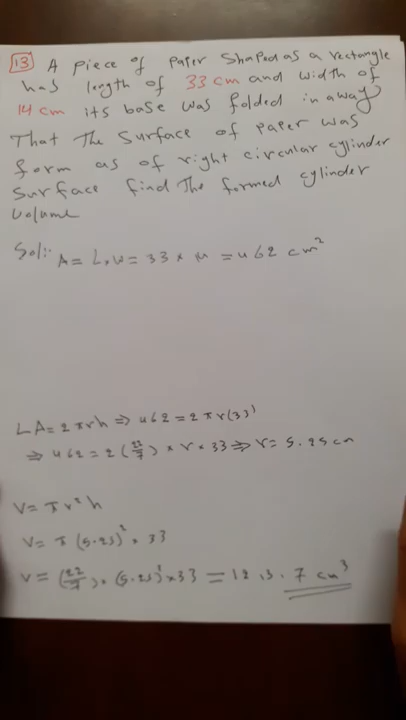 13 A piece of Paper Shaped as a rectangle
has length of 33 cm and width of
14 cm its base was folded in away
That The Surface of paper was
form as of right circular cylinder
Surface find The formed cylinder
Volume
Sol:- A = L × W = 33 × 14 = 462 cm²
LA = 2πrh ⇒ 462 = 2πr(33)
⇒ 462 = 2(22/7) × r × 33 ⇒ r = 5.25 cm
V = πr²h
V = π(5.25)² × 33
V = (22/7) × (5.25)² × 33 = 7 cm³